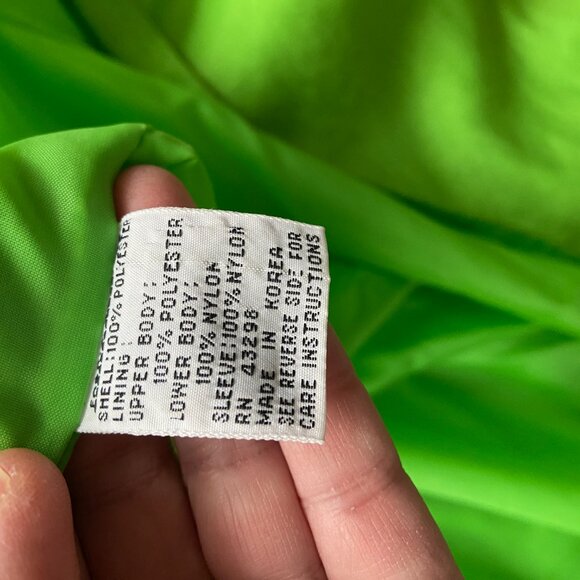 SHELL:100% POLYESTER
LINING:
UPPER BODY;
100% POLYESTER
LOWER BODY;
100% NYLON
SLEEVE:100% NYLON
RN 43298
MADE IN KOREA
SEE REVERSE SIDE FOR
CARE INSTRUCTIONS